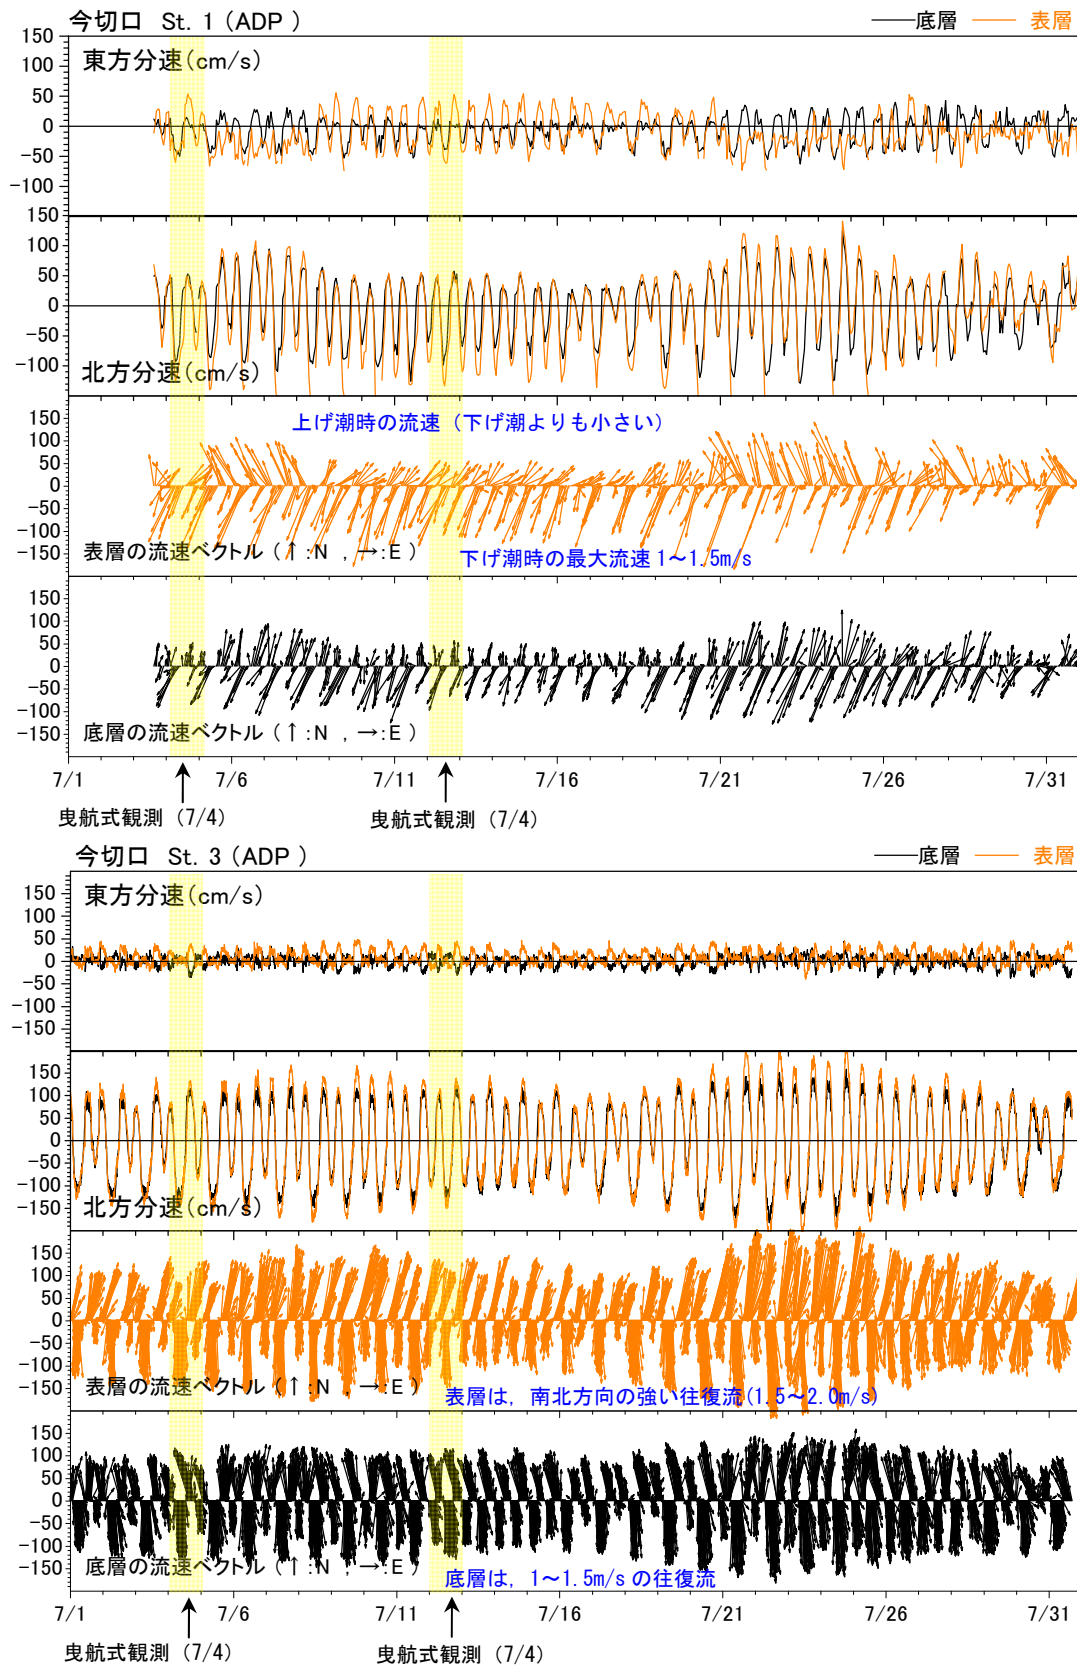 今切口 St. 1 (ADP )
底層 表層
150
100
50
0
-50
-100
東方分速(cm/s)
150
100
50
0
-50
-100
北方分速(cm/s)
150
100
50
0
-50
-100
-150
上げ潮時の流速（下げ潮よりも小さい）
表層の流速ベクトル (↑:N , →:E )
下げ潮時の最大流速 1～1.5m/s
150
100
50
0
-50
-100
-150
底層の流速ベクトル (↑:N , →:E )
7/1 7/6 7/11 7/16 7/21 7/26 7/31
曳航式観測 (7/4) 曳航式観測 (7/4)
今切口 St. 3 (ADP )
底層 表層
150
100
50
0
-50
-100
-150
東方分速(cm/s)
150
100
50
0
-50
-100
-150
北方分速(cm/s)
150
100
50
0
-50
-100
-150
表層の流速ベクトル (↑:N , →:E )
表層は，南北方向の強い往復流(1.5～2.0m/s)
150
100
50
0
-50
-100
-150
底層の流速ベクトル (↑:N , →:E )
底層は，1～1.5m/s の往復流
7/1 7/6 7/11 7/16 7/21 7/26 7/31
曳航式観測 (7/4) 曳航式観測 (7/4)